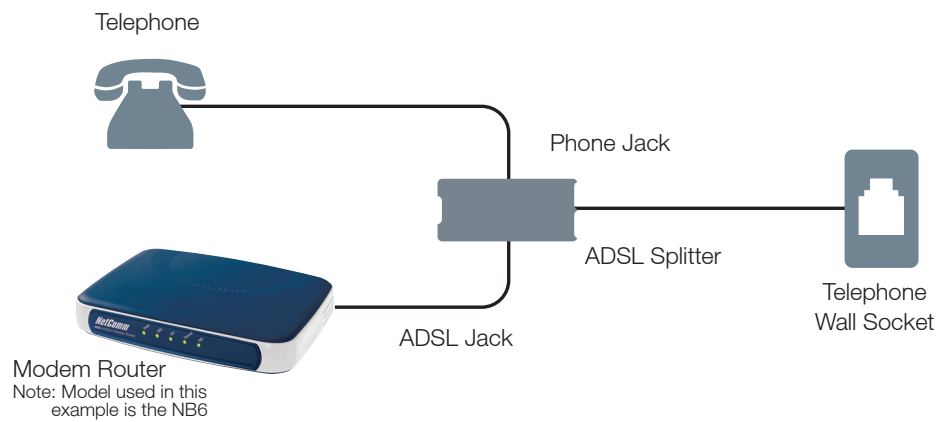 Telephone
Phone Jack
ADSL Splitter
Telephone
Wall Socket
NetComm
ADSL Jack
Modem Router
Note: Model used in this
example is the NB6